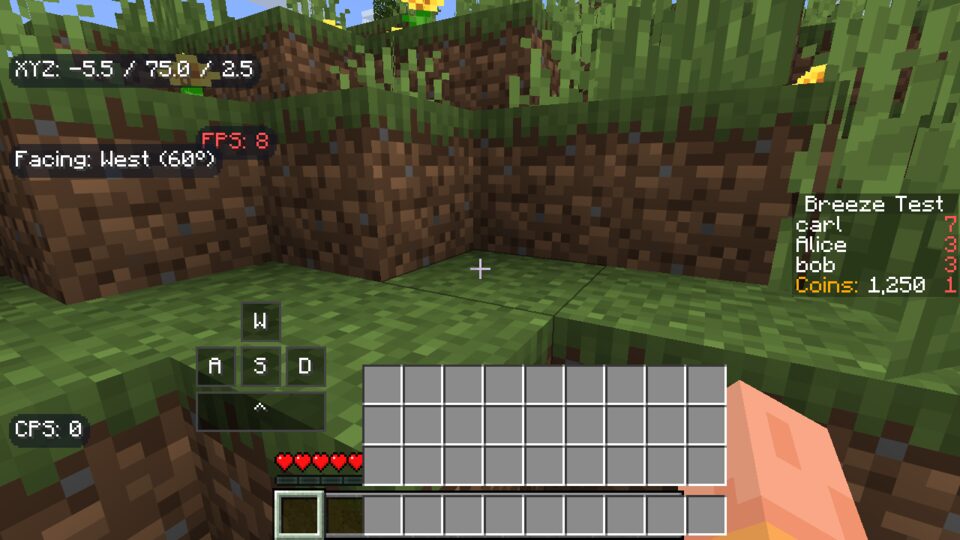 XYZ: -5.5 / 75.0 / 2.5
FPS: 8
Facing: West (60º)
Breeze Test
carl 7
Alice 3
bob 3
Coins: 1,250 1
W
A S D
^
CPS: 0